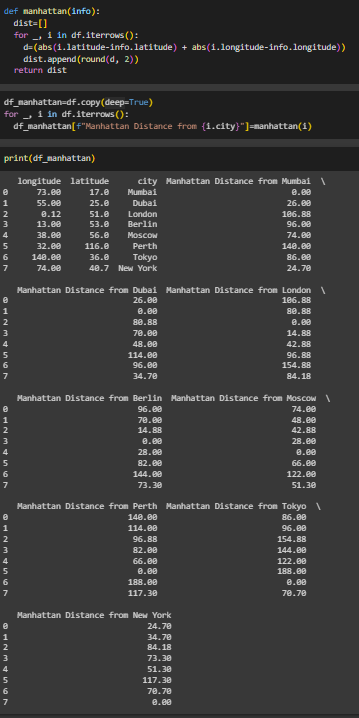 def manhattan(info):
  dist=[]
  for _, i in df.iterrows():
    d=(abs(i.latitude-info.latitude) + abs(i.longitude-info.longitude))
    dist.append(round(d, 2))
  return dist
df_manhattan=df.copy(deep=True)
for _, i in df.iterrows():
  df_manhattan[f"Manhattan Distance from {i.city}"]=manhattan(i)
print(df_manhattan)
   longitude  latitude      city  Manhattan Distance from Mumbai  \
0      73.00      17.0    Mumbai                            0.00
1      55.00      25.0     Dubai                           26.00
2       0.12      51.0    London                          106.88
3      13.00      53.0    Berlin                           96.00
4      38.00      56.0    Moscow                           74.00
5      32.00     116.0     Perth                          140.00
6     140.00      36.0     Tokyo                           86.00
7      74.00      40.7  New York                           24.70
   Manhattan Distance from Dubai  Manhattan Distance from London  \
0                          26.00                          106.88
1                           0.00                           80.88
2                          80.88                            0.00
3                          70.00                           14.88
4                          48.00                           42.88
5                         114.00                           96.88
6                          96.00                          154.88
7                          34.70                           84.18
   Manhattan Distance from Berlin  Manhattan Distance from Moscow  \
0                           96.00                           74.00
1                           70.00                           48.00
2                           14.88                           42.88
3                            0.00                           28.00
4                           28.00                            0.00
5                           82.00                           66.00
6                          144.00                          122.00
7                           73.30                           51.30
   Manhattan Distance from Perth  Manhattan Distance from Tokyo  \
0                         140.00                          86.00
1                         114.00                          96.00
2                          96.88                         154.88
3                          82.00                         144.00
4                          66.00                         122.00
5                           0.00                         188.00
6                         188.00                           0.00
7                         117.30                          70.70
   Manhattan Distance from New York
0                             24.70
1                             34.70
2                             84.18
3                             73.30
4                             51.30
5                            117.30
6                             70.70
7                              0.00